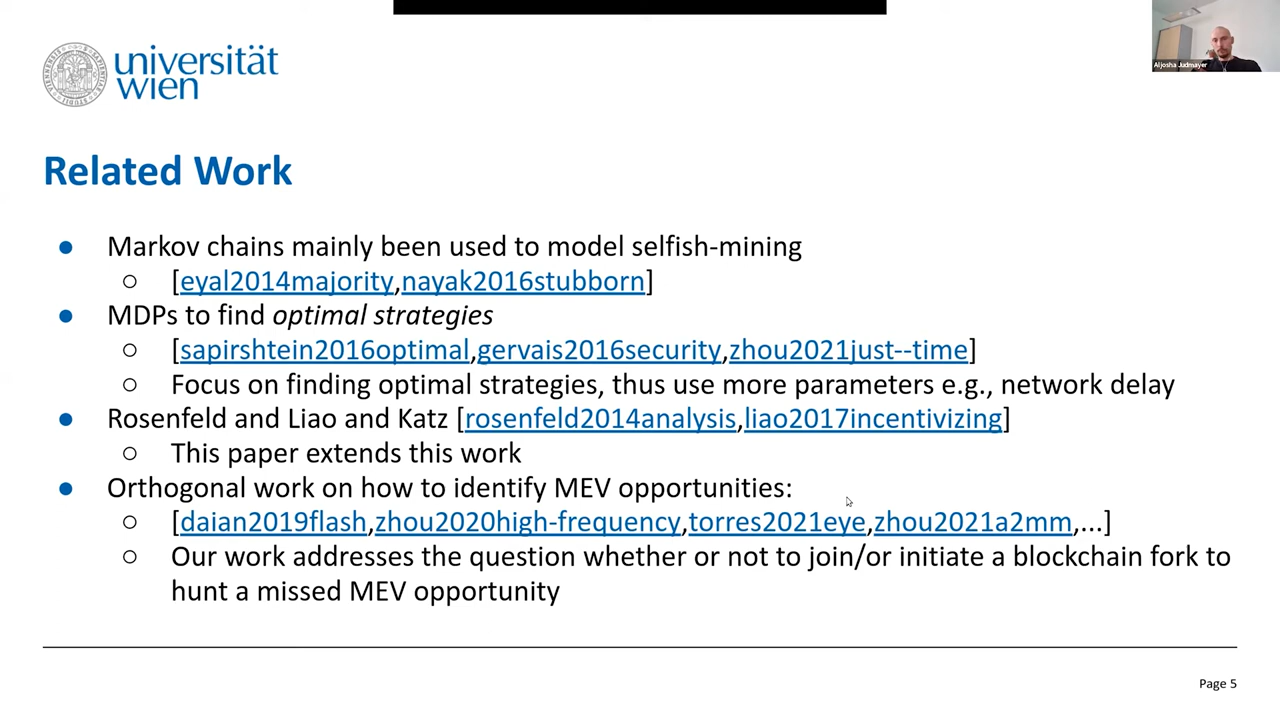 universität
wien
Aljosha Judmayer
Related Work
● Markov chains mainly been used to model selfish-mining
○ [eyal2014majority,nayak2016stubborn]
● MDPs to find optimal strategies
○ [sapirshtein2016optimal,gervais2016security,zhou2021just--time]
○ Focus on finding optimal strategies, thus use more parameters e.g., network delay
● Rosenfeld and Liao and Katz [rosenfeld2014analysis,liao2017incentivizing]
○ This paper extends this work
● Orthogonal work on how to identify MEV opportunities:
○ [daian2019flash,zhou2020high-frequency,torres2021eye,zhou2021a2mm,...]
○ Our work addresses the question whether or not to join/or initiate a blockchain fork to
hunt a missed MEV opportunity
Page 5